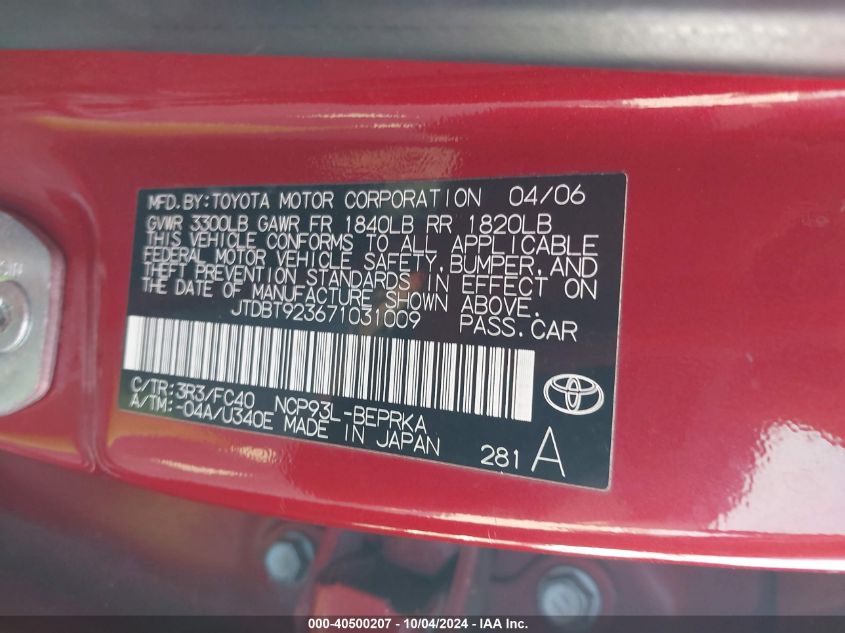 MFD. BY: TOYOTA MOTOR CORPORATION 04/06
GVWR 3300LB GAWR FR 1840LB RR 1820LB
THIS VEHICLE CONFORMS TO ALL APPLICABLE
FEDERAL MOTOR VEHICLE SAFETY, BUMPER, AND
THEFT PREVENTION STANDARDS IN EFFECT ON
THE DATE OF MANUFACTURE SHOWN ABOVE.
JTDBT923671031009 PASS. CAR
C/TR: 3R3/FC40 NCP93L-BEPRKA
A/TM: -04A/U340E MADE IN JAPAN
281 A
000-40500207 - 10/04/2024 - IAA Inc.